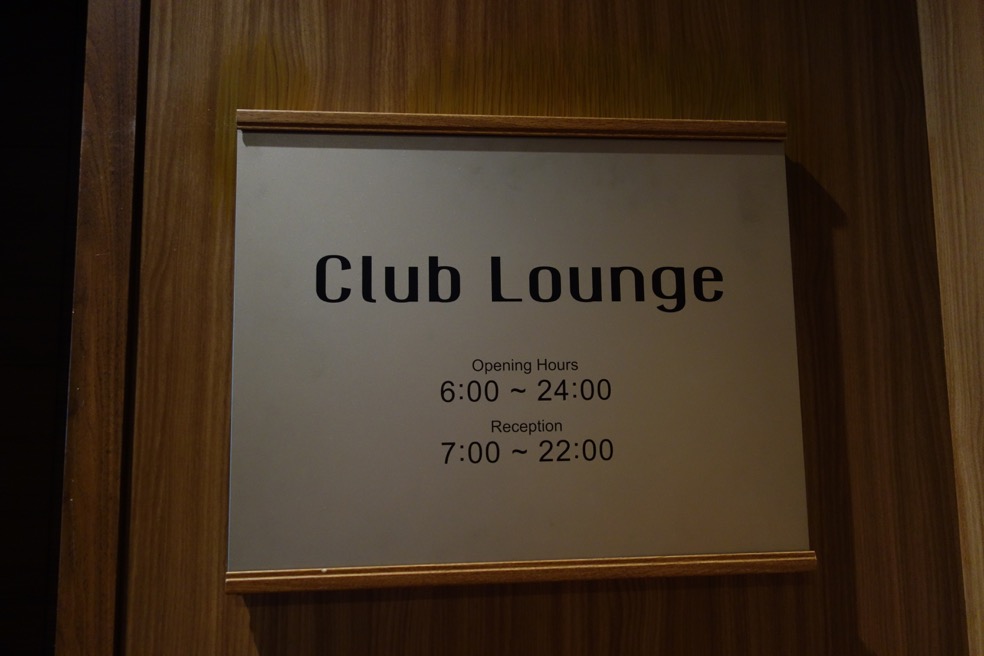 Club Lounge
Opening Hours
6:00 ~ 24:00
Reception
7:00 ~ 22:00